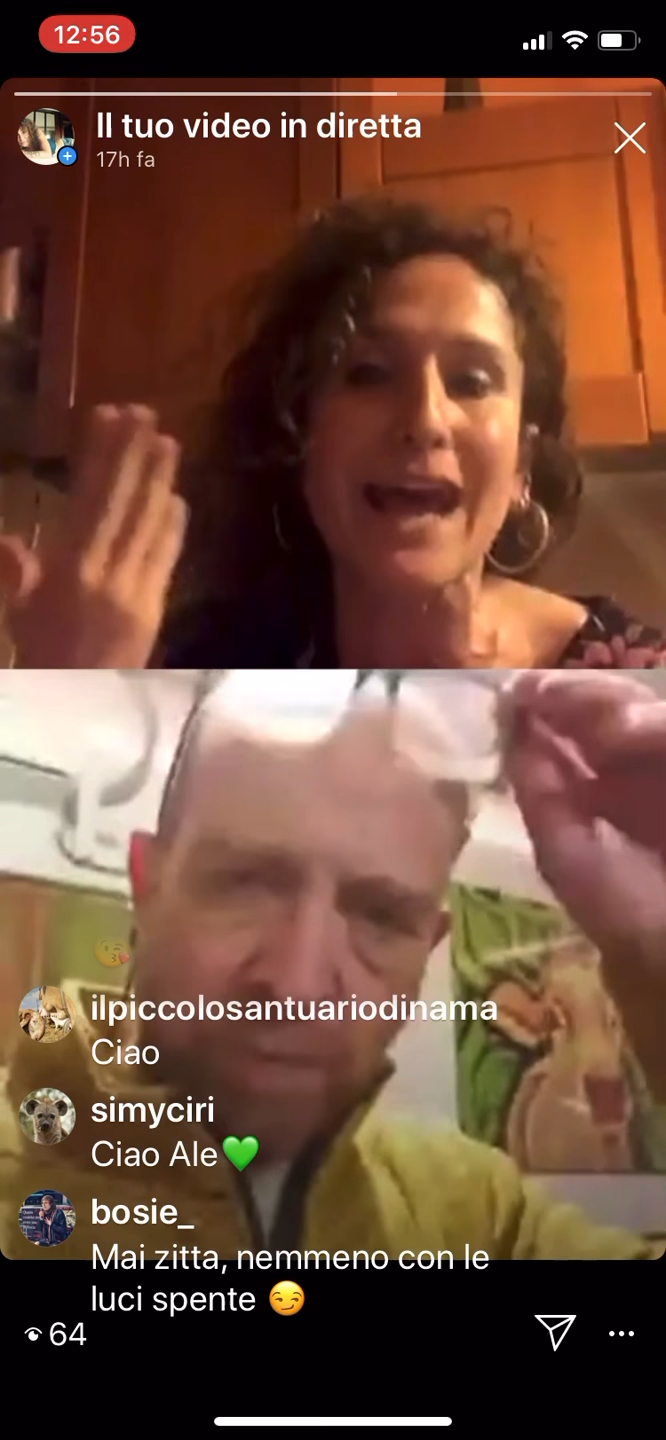 12:56
Il tuo video in diretta
17h fa
ilpiccolosantuariodinama
Ciao
simyciri
Ciao Ale💚
bosie_
Mai zitta, nemmeno con le
luci spente 😏
64